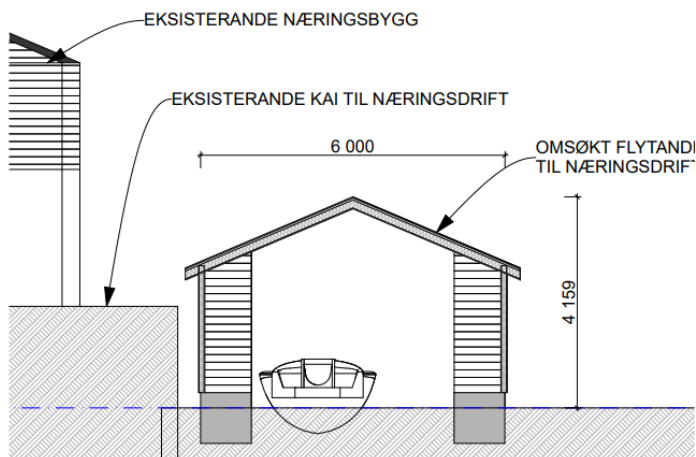 EKSISTERANDE NÆRINGSBYGG
EKSISTERANDE KAI TIL NÆRINGSDRIFT
6 000
OMSØKT FLYTANDE
TIL NÆRINGSDRIFT
4 159